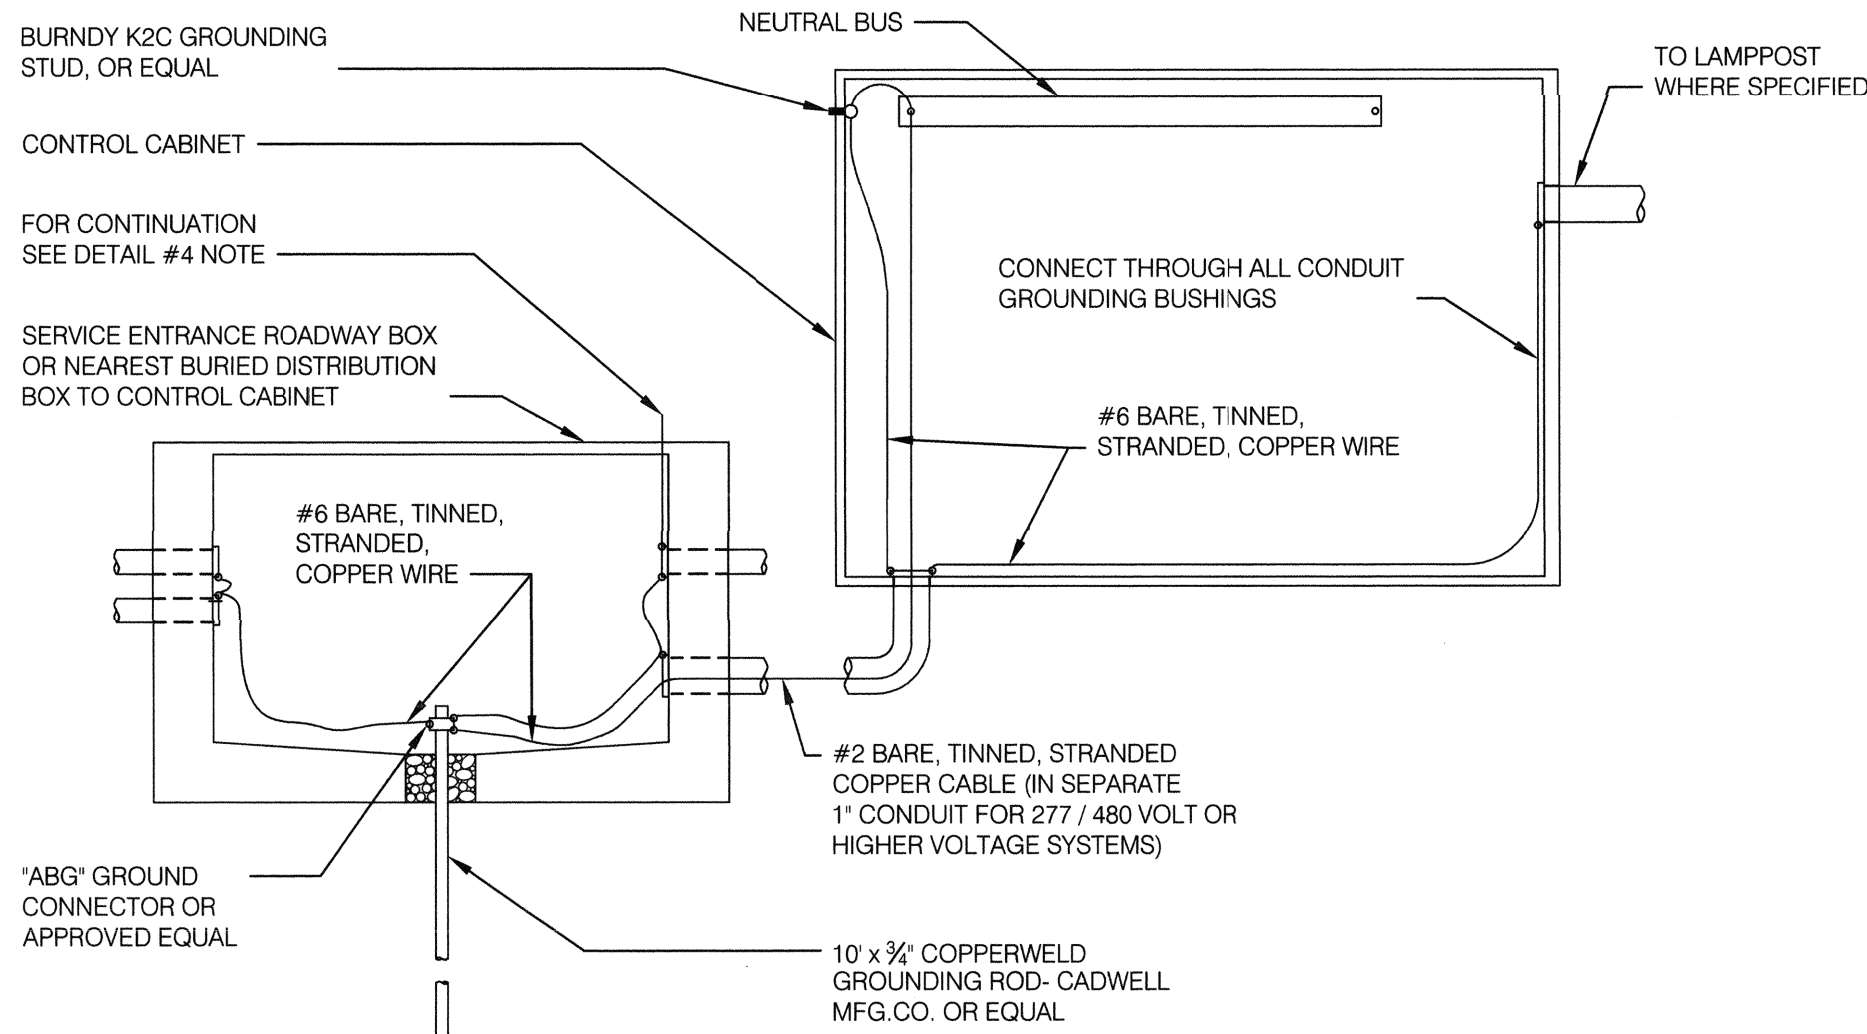 BURNDY K2C GROUNDING
STUD, OR EQUAL
NEUTRAL BUS
TO LAMPPOST
WHERE SPECIFIED
CONTROL CABINET
FOR CONTINUATION
SEE DETAIL #4 NOTE
CONNECT THROUGH ALL CONDUIT
GROUNDING BUSHINGS
SERVICE ENTRANCE ROADWAY BOX
OR NEAREST BURIED DISTRIBUTION
BOX TO CONTROL CABINET
#6 BARE, TINNED,
STRANDED, COPPER WIRE
#6 BARE, TINNED,
STRANDED,
COPPER WIRE
#2 BARE, TINNED, STRANDED
COPPER CABLE (IN SEPARATE
1" CONDUIT FOR 277 / 480 VOLT OR
HIGHER VOLTAGE SYSTEMS)
"ABG" GROUND
CONNECTOR OR
APPROVED EQUAL
10' x ¾" COPPERWELD
GROUNDING ROD- CADWELL
MFG.CO. OR EQUAL